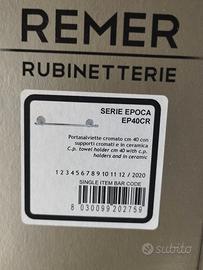 REMER
RUBINETTERIE
SERIE EPOCA
EP40CR
Portasalviette cromato cm 40 con
supporti cromati e in ceramica
C.p. towel holder cm 40 with c.p.
holders and in ceramic
1 2 3 4 5 6 7 8 9 10 11 12 / 2020
SINGLE ITEM BAR CODE
8 030099 202759
subito